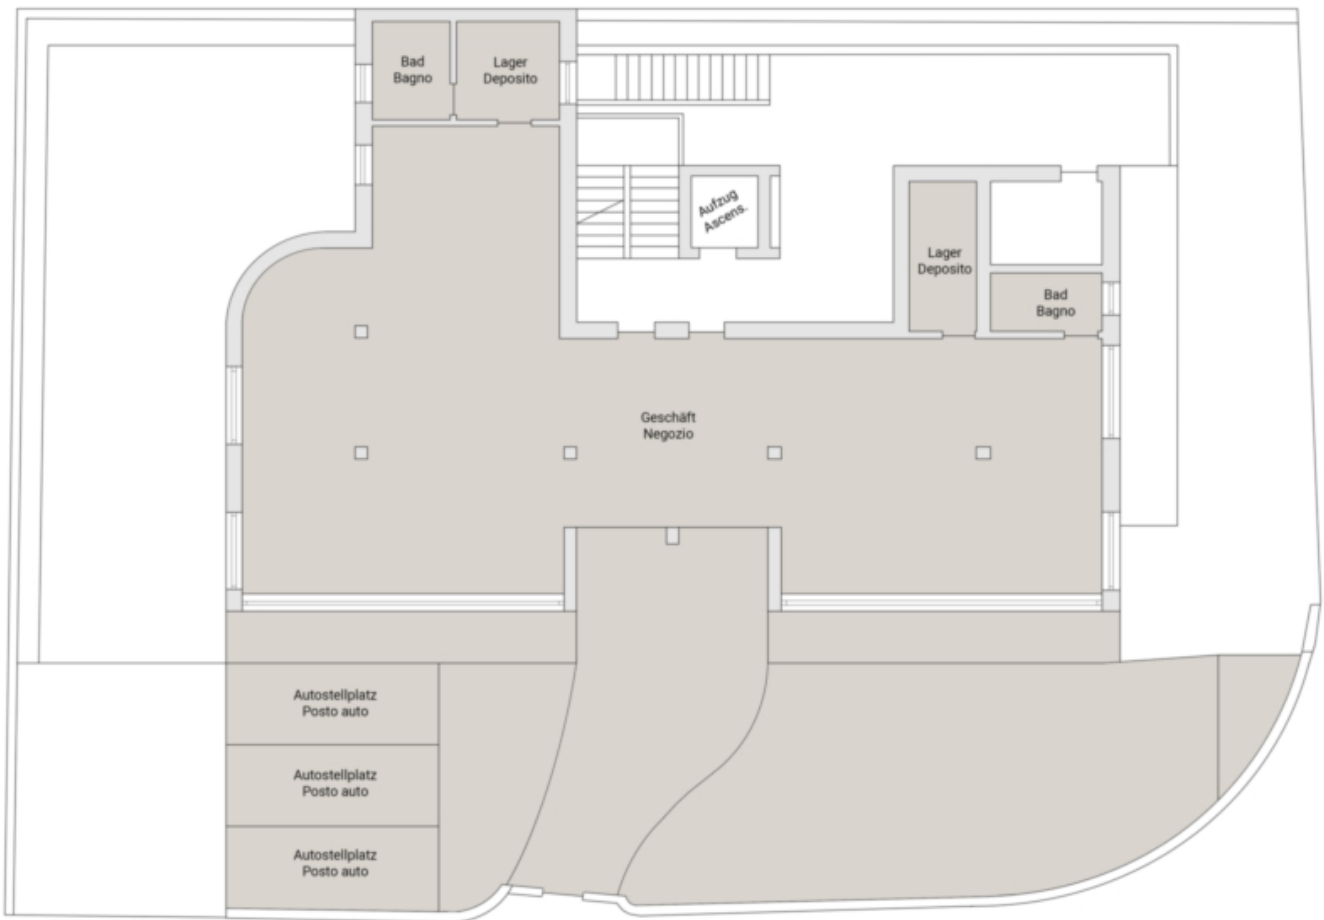 Bad
Bagno
Lager
Deposito
Aufzug
Ascens.
Lager
Deposito
Bad
Bagno
Geschäft
Negozio
Autostellplatz
Posto auto
Autostellplatz
Posto auto
Autostellplatz
Posto auto